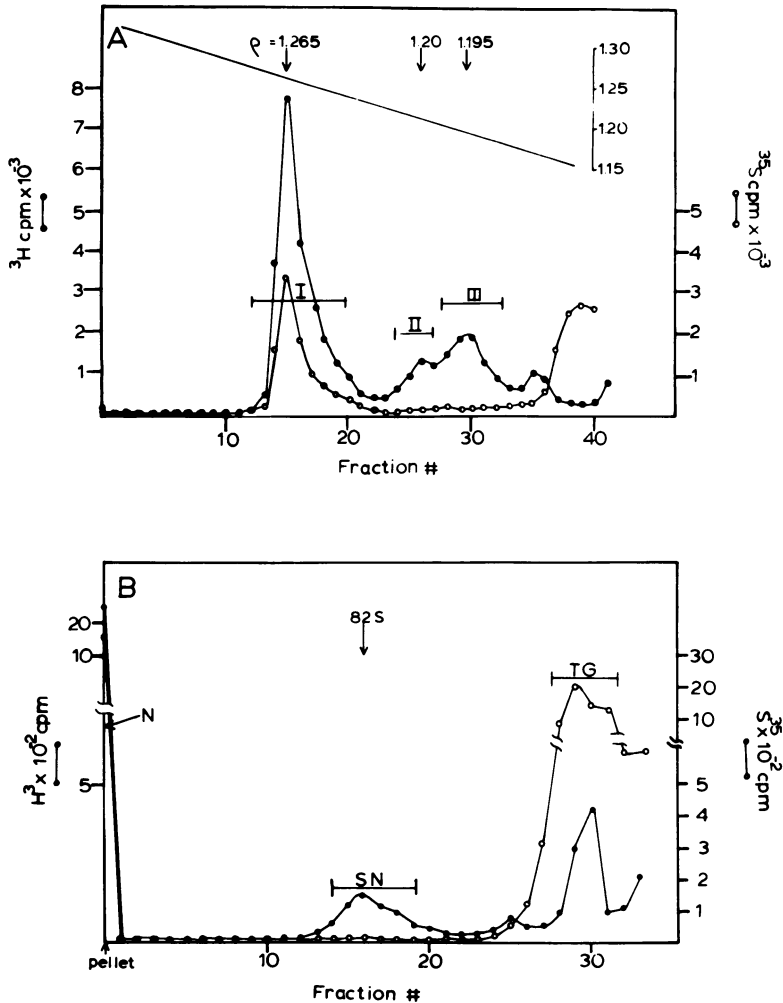 A
ρ = 1.265
1.20
1.195
1.30
1.25
1.20
1.15
8
7
6
5
4
3
2
1
³H cpm x 10⁻³
5
4
3
2
1
³⁵S cpm x 10⁻³
I
II
III
10
20
30
40
Fraction #
B
82S
20
10
5
H³ x 10⁻² cpm
N
SN
TG
30
20
10
5
4
3
2
1
S³⁵ x 10⁻² cpm
pellet
10
20
30
Fraction #